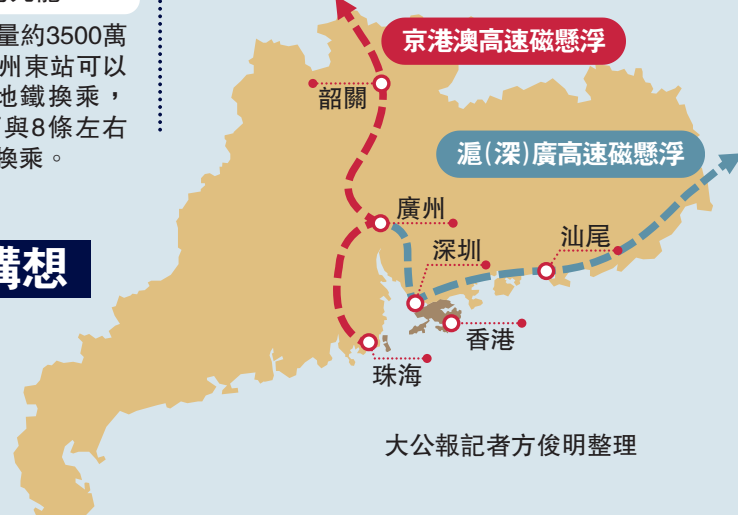 量約3500萬
州東站可以
地鐵換乘，
與8條左右
換乘。
構想
京港澳高速磁懸浮
韶關
滬(深)廣高速磁懸浮
廣州
深圳
汕尾
香港
珠海
大公報記者方俊明整理